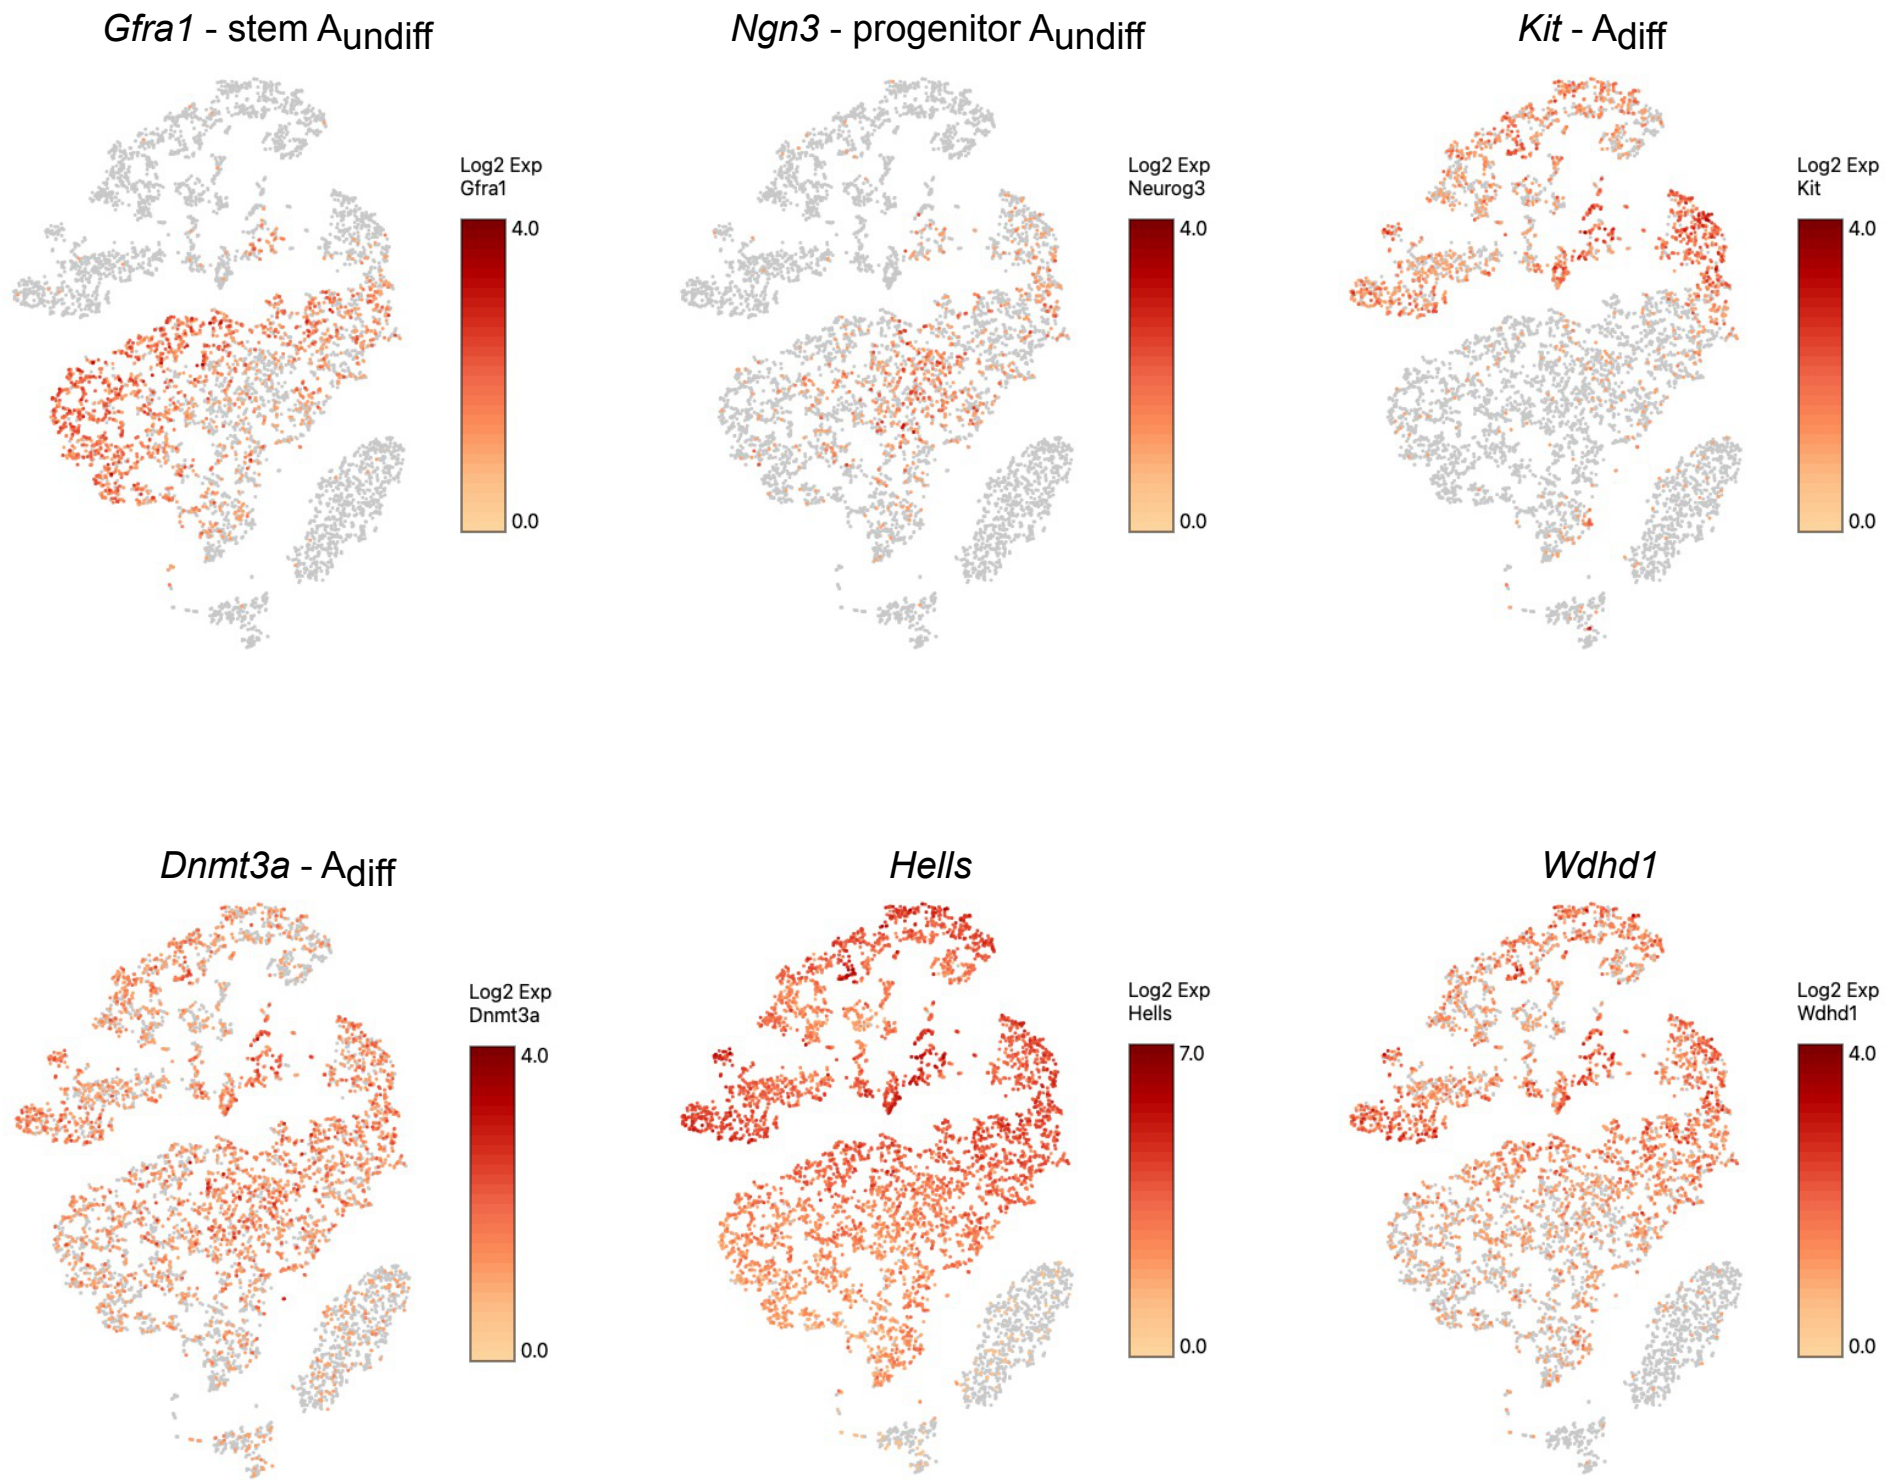 Gfra1 - stem Aundiff
Ngn3 - progenitor Aundiff
Kit - Adiff
Log2 Exp
Gfra1
4.0
0.0
Log2 Exp
Neurog3
4.0
0.0
Log2 Exp
Kit
4.0
0.0
Dnmt3a - Adiff
Hells
Wdhd1
Log2 Exp
Dnmt3a
4.0
0.0
Log2 Exp
Hells
7.0
0.0
Log2 Exp
Wdhd1
4.0
0.0